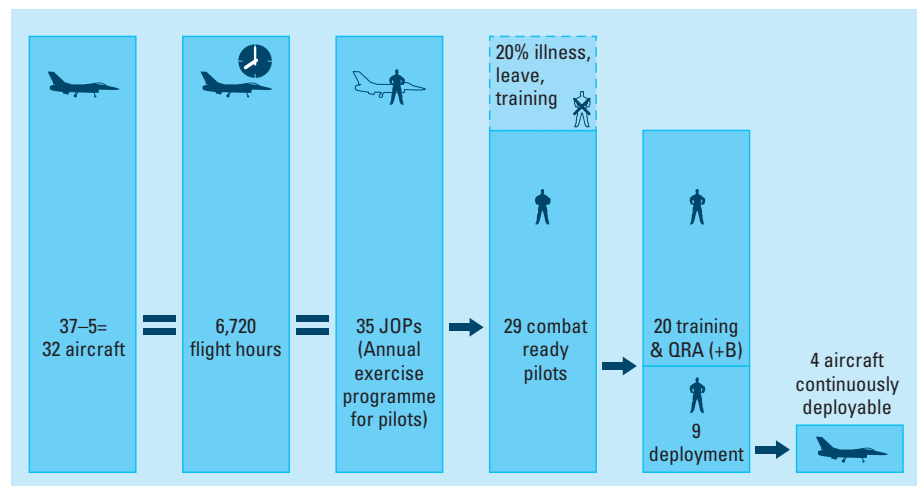 37–5=
32 aircraft
6,720
flight hours
35 JOPs
(Annual
exercise
programme
for pilots)
20% illness,
leave,
training
29 combat
ready
pilots
20 training
& QRA (+B)
9
deployment
4 aircraft
continuously
deployable